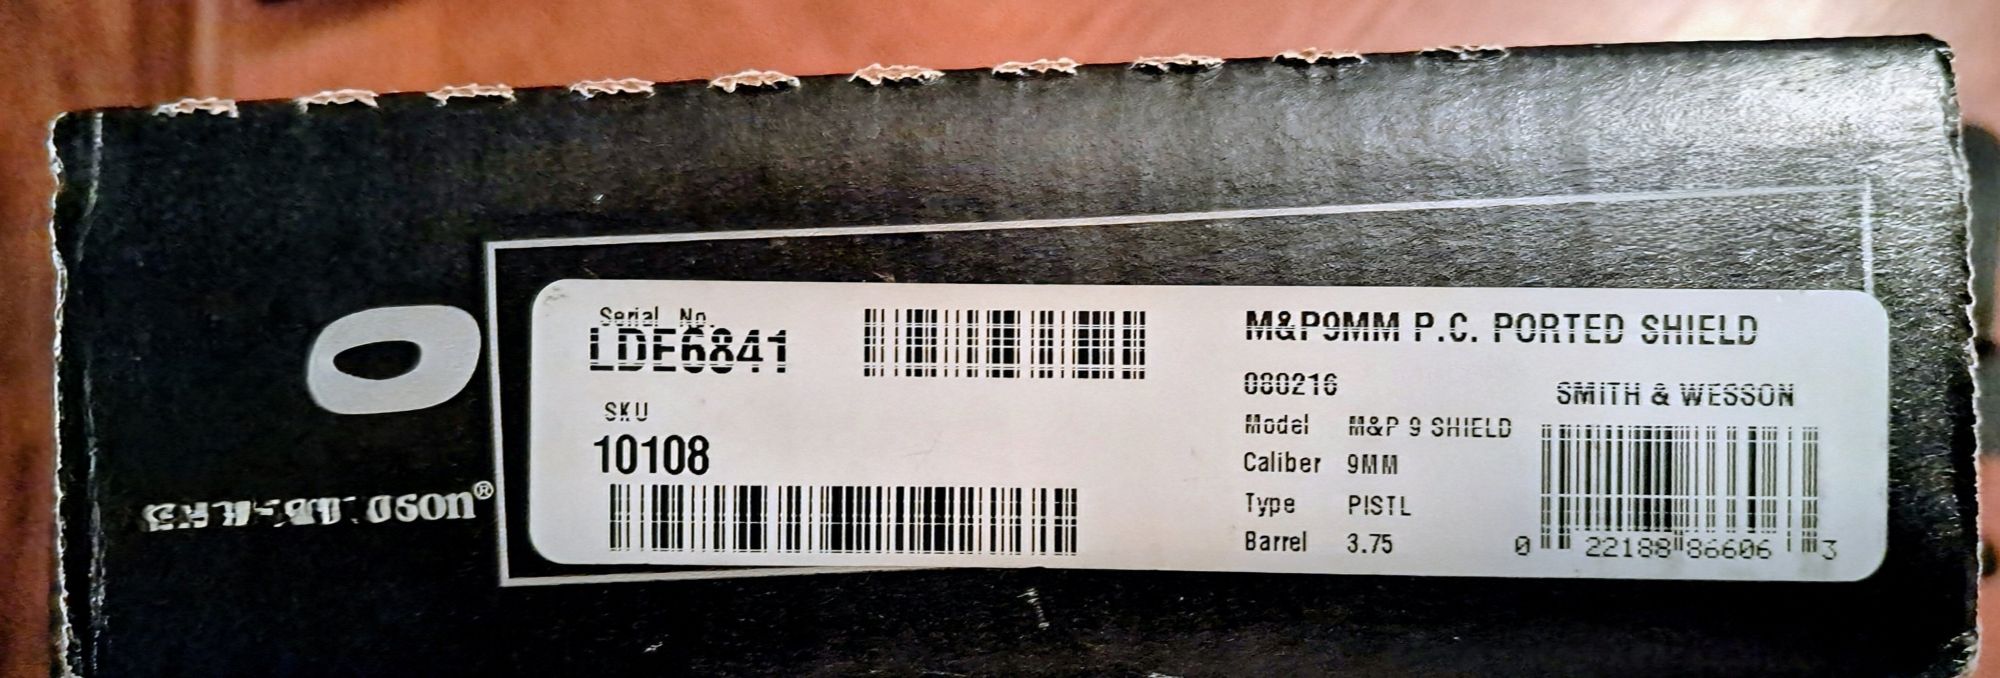 Serial No.
LDE6841
SKU
10108
M&P9MM P.C. PORTED SHIELD
080216
SMITH & WESSON
Model M&P 9 SHIELD
Caliber 9MM
Type PISTL
Barrel 3.75
0 22188 86606 3